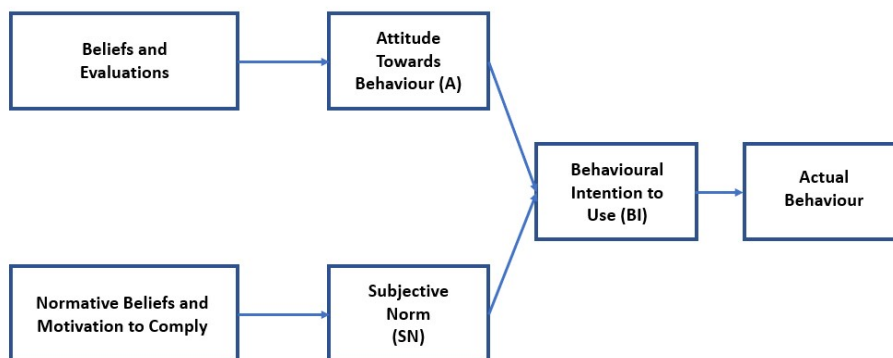 Beliefs and
Evaluations
Attitude
Towards
Behaviour (A)
Behavioural
Intention to
Use (BI)
Actual
Behaviour
Normative Beliefs and
Motivation to Comply
Subjective
Norm
(SN)